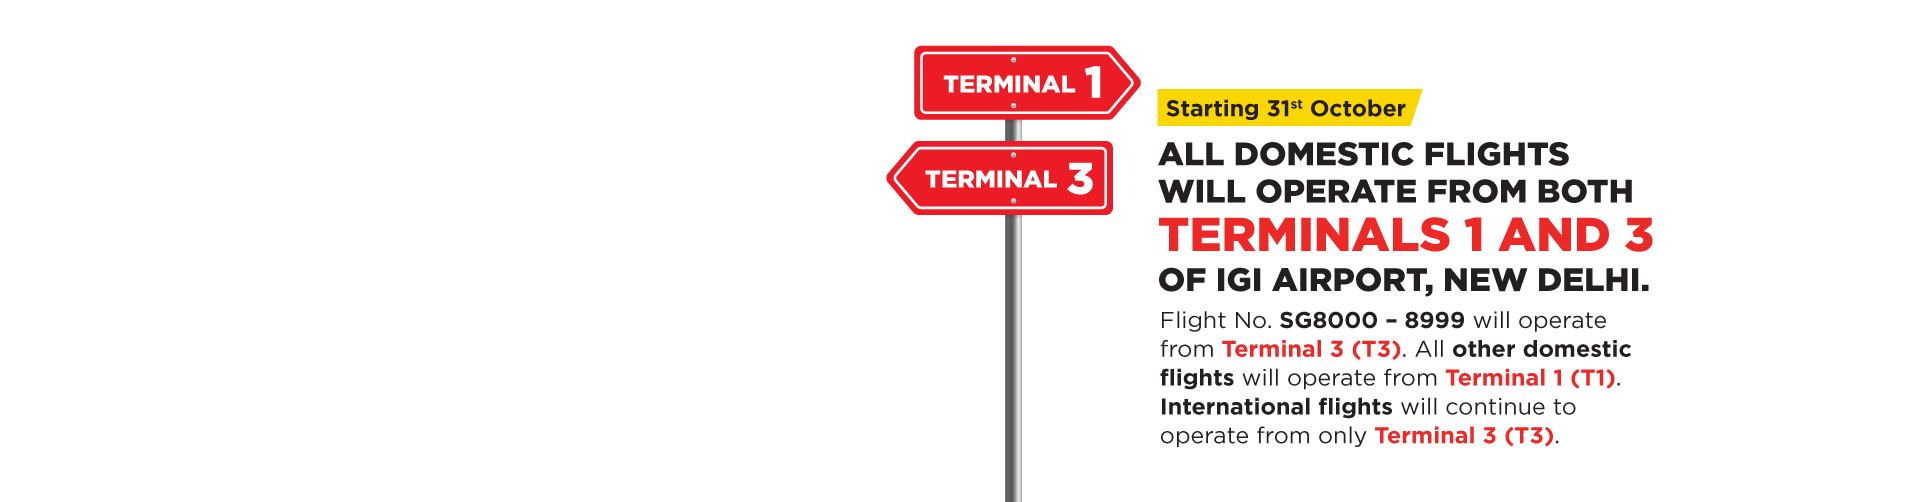 TERMINAL 1
TERMINAL 3
Starting 31st October
ALL DOMESTIC FLIGHTS
WILL OPERATE FROM BOTH
TERMINALS 1 AND 3
OF IGI AIRPORT, NEW DELHI.
Flight No. SG8000 – 8999 will operate
from Terminal 3 (T3). All other domestic
flights will operate from Terminal 1 (T1).
International flights will continue to
operate from only Terminal 3 (T3).